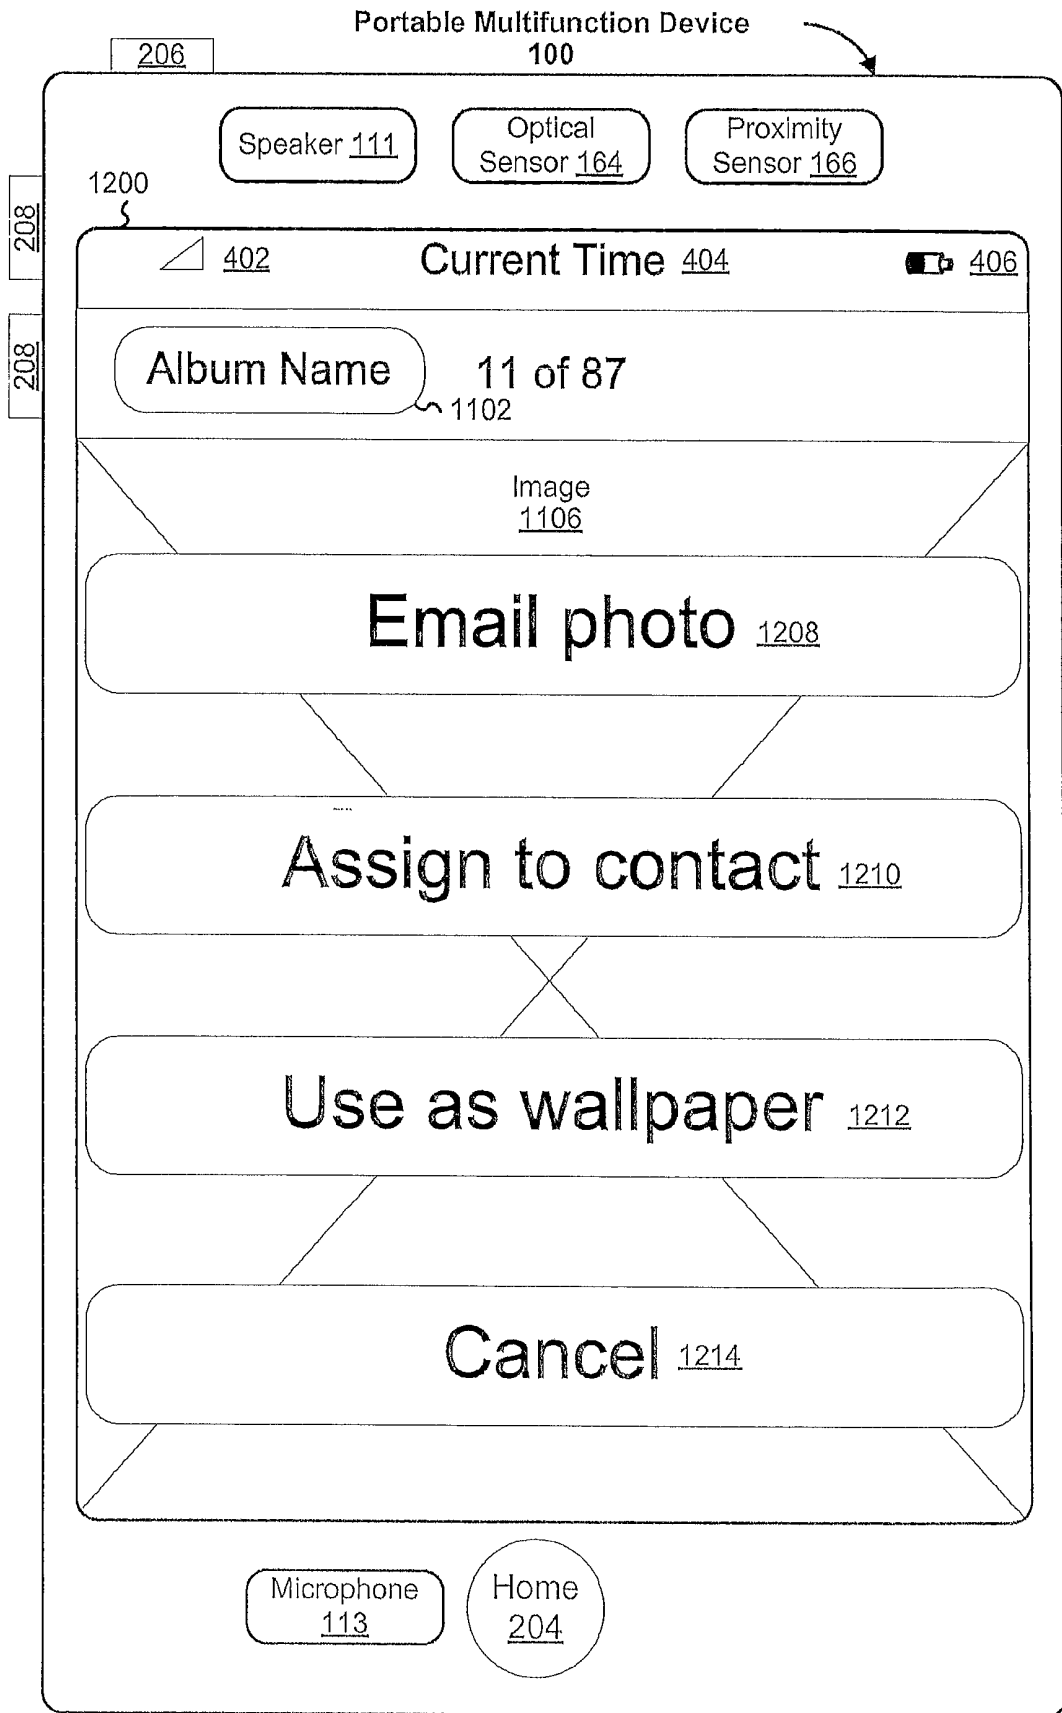 Portable Multifunction Device
100
206
Speaker 111
Optical
Sensor 164
Proximity
Sensor 166
1200
208
402
Current Time 404
406
208
Album Name
11 of 87
1102
Image
1106
Email photo 1208
Assign to contact 1210
Use as wallpaper 1212
Cancel 1214
Microphone
113
Home
204